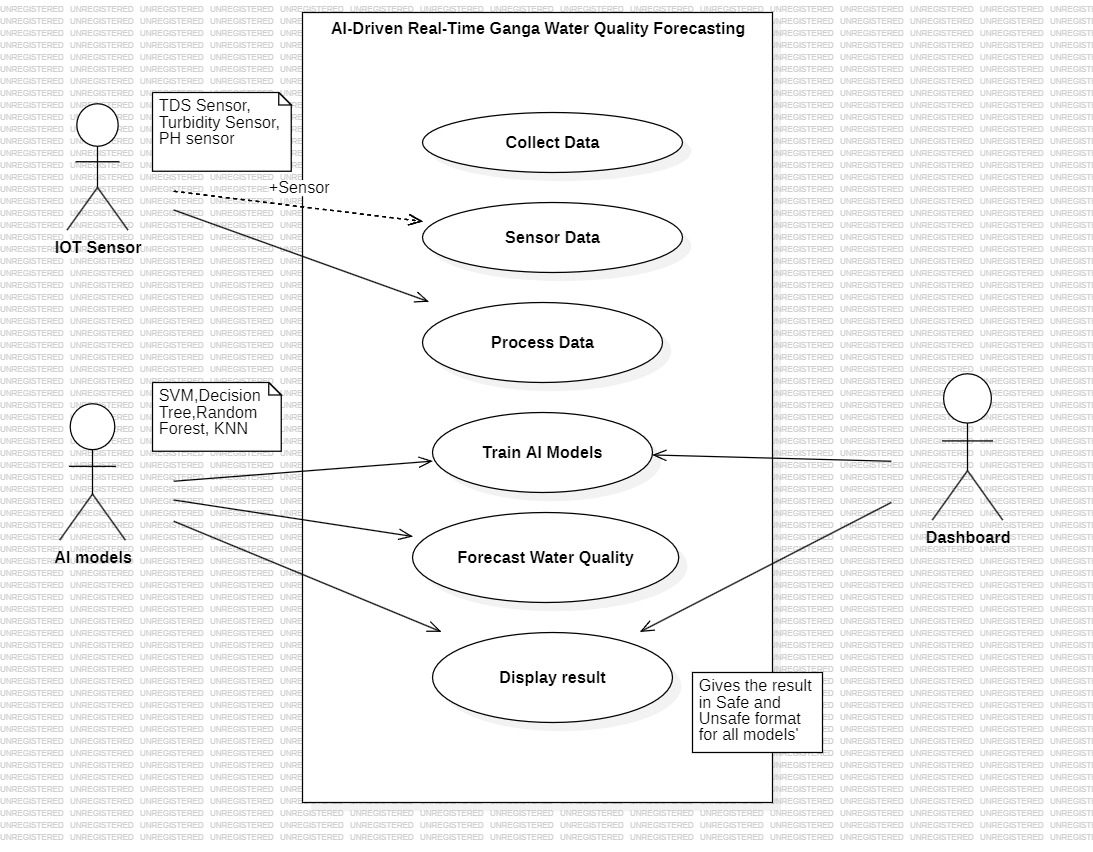 AI-Driven Real-Time Ganga Water Quality Forecasting
TDS Sensor,
Turbidity Sensor,
PH sensor
Collect Data
+Sensor
IOT Sensor
Sensor Data
Process Data
SVM,Decision
Tree,Random
Forest, KNN
Train AI Models
AI models
Forecast Water Quality
Dashboard
Display result
Gives the result
in Safe and
Unsafe format
for all models'
UNREGISTERED